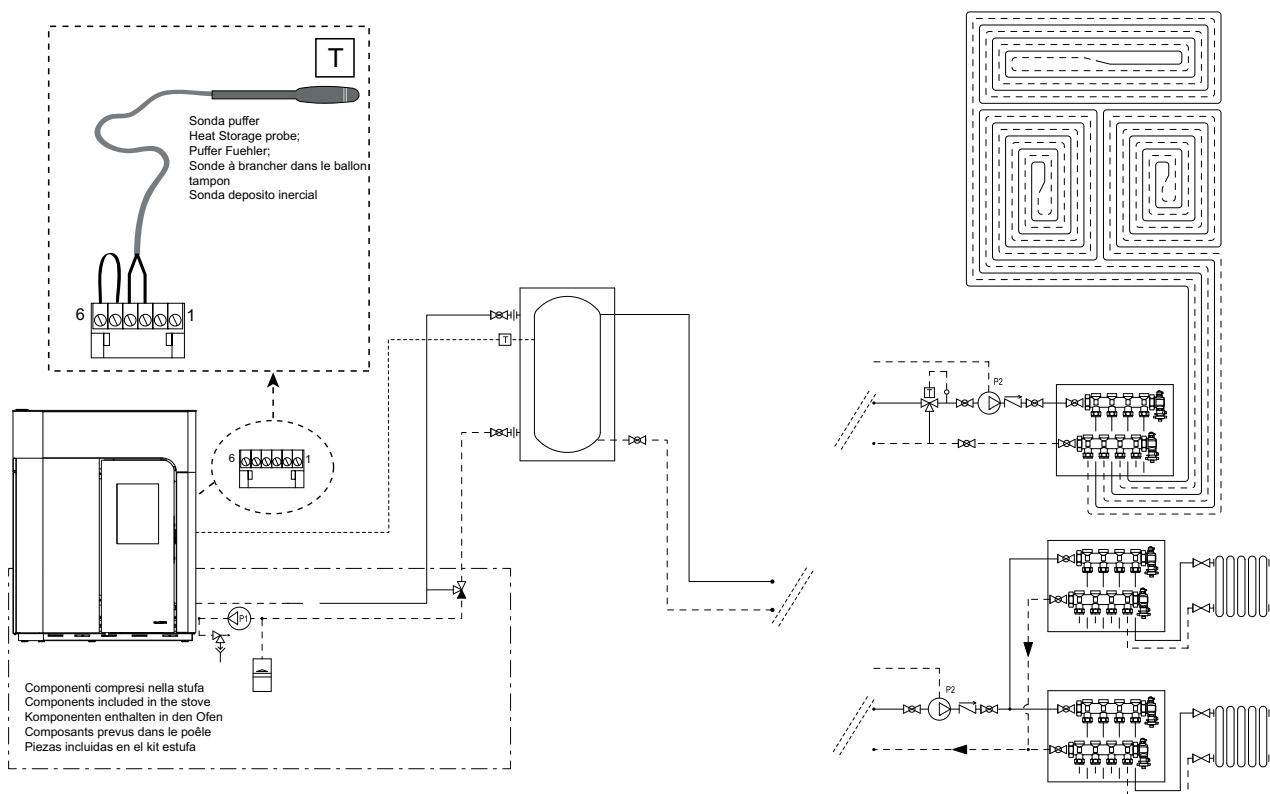 T
Sonda puffer
Heat Storage probe;
Puffer Fuehler;
Sonde à brancher dans le ballon
tampon
Sonda deposito inercial
6 1
6 1
T
T
P2
P1
P2
Componenti compresi nella stufa
Components included in the stove
Komponenten enthalten in den Ofen
Composants prevus dans le poêle
Piezas incluidas en el kit estufa